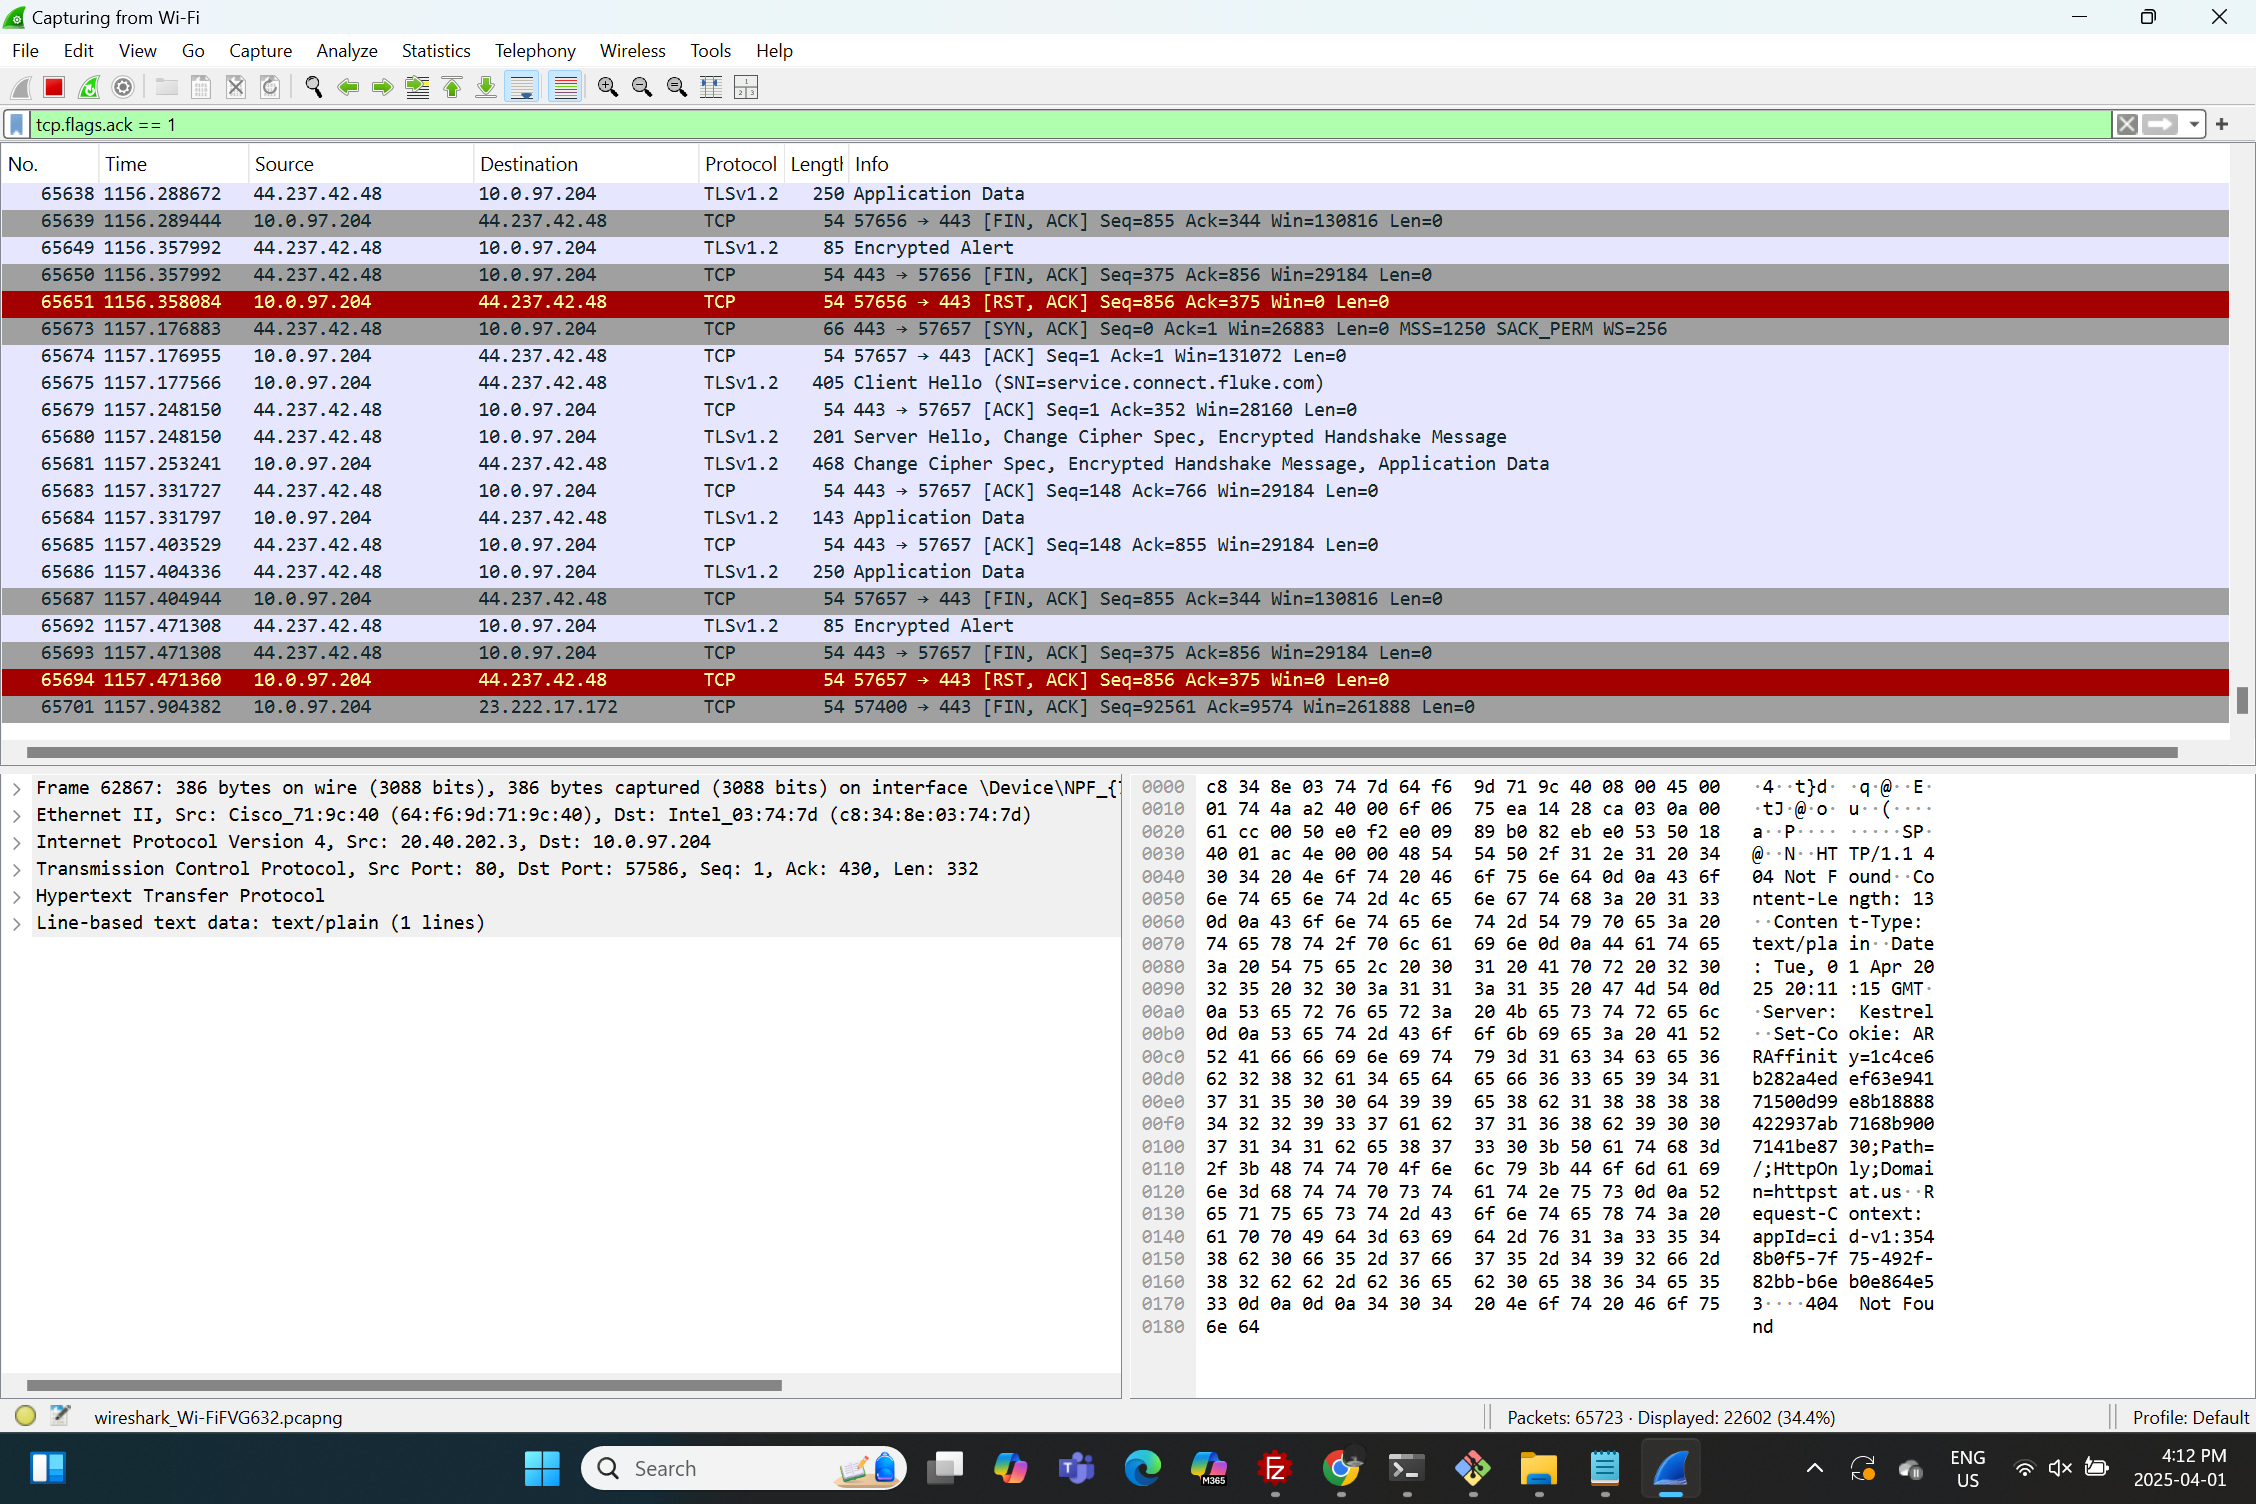 Capturing from Wi-Fi
File Edit View Go Capture Analyze Statistics Telephony Wireless Tools Help
tcp.flags.ack == 1
No. Time Source Destination Protocol Length Info
65638 1156.288672 44.237.42.48 10.0.97.204 TLSv1.2 250 Application Data
65639 1156.289444 10.0.97.204 44.237.42.48 TCP 54 57656 → 443 [FIN, ACK] Seq=855 Ack=344 Win=130816 Len=0
65649 1156.357992 44.237.42.48 10.0.97.204 TLSv1.2 85 Encrypted Alert
65650 1156.357992 44.237.42.48 10.0.97.204 TCP 54 443 → 57656 [FIN, ACK] Seq=375 Ack=856 Win=29184 Len=0
65651 1156.358084 10.0.97.204 44.237.42.48 TCP 54 57656 → 443 [RST, ACK] Seq=856 Ack=375 Win=0 Len=0
65673 1157.176883 44.237.42.48 10.0.97.204 TCP 66 443 → 57657 [SYN, ACK] Seq=0 Ack=1 Win=26883 Len=0 MSS=1250 SACK_PERM WS=256
65674 1157.176955 10.0.97.204 44.237.42.48 TCP 54 57657 → 443 [ACK] Seq=1 Ack=1 Win=131072 Len=0
65675 1157.177566 10.0.97.204 44.237.42.48 TLSv1.2 405 Client Hello (SNI=service.connect.fluke.com)
65679 1157.248150 44.237.42.48 10.0.97.204 TCP 54 443 → 57657 [ACK] Seq=1 Ack=352 Win=28160 Len=0
65680 1157.248150 44.237.42.48 10.0.97.204 TLSv1.2 201 Server Hello, Change Cipher Spec, Encrypted Handshake Message
65681 1157.253241 10.0.97.204 44.237.42.48 TLSv1.2 468 Change Cipher Spec, Encrypted Handshake Message, Application Data
65683 1157.331727 44.237.42.48 10.0.97.204 TCP 54 443 → 57657 [ACK] Seq=148 Ack=766 Win=29184 Len=0
65684 1157.331797 10.0.97.204 44.237.42.48 TLSv1.2 143 Application Data
65685 1157.403529 44.237.42.48 10.0.97.204 TCP 54 443 → 57657 [ACK] Seq=148 Ack=855 Win=29184 Len=0
65686 1157.404336 44.237.42.48 10.0.97.204 TLSv1.2 250 Application Data
65687 1157.404944 10.0.97.204 44.237.42.48 TCP 54 57657 → 443 [FIN, ACK] Seq=855 Ack=344 Win=130816 Len=0
65692 1157.471308 44.237.42.48 10.0.97.204 TLSv1.2 85 Encrypted Alert
65693 1157.471308 44.237.42.48 10.0.97.204 TCP 54 443 → 57657 [FIN, ACK] Seq=375 Ack=856 Win=29184 Len=0
65694 1157.471360 10.0.97.204 44.237.42.48 TCP 54 57657 → 443 [RST, ACK] Seq=856 Ack=375 Win=0 Len=0
65701 1157.904382 10.0.97.204 23.222.17.172 TCP 54 57400 → 443 [FIN, ACK] Seq=92561 Ack=9574 Win=261888 Len=0
Frame 62867: 386 bytes on wire (3088 bits), 386 bytes captured (3088 bits) on interface \Device\NPF_{
Ethernet II, Src: Cisco_71:9c:40 (64:f6:9d:71:9c:40), Dst: Intel_03:74:7d (c8:34:8e:03:74:7d)
Internet Protocol Version 4, Src: 20.40.202.3, Dst: 10.0.97.204
Transmission Control Protocol, Src Port: 80, Dst Port: 57586, Seq: 1, Ack: 430, Len: 332
Hypertext Transfer Protocol
Line-based text data: text/plain (1 lines)
0000 c8 34 8e 03 74 7d 64 f6 9d 71 9c 40 08 00 45 00 ·4··t}d· ·q·@··E·
0010 01 74 4a a2 40 00 6f 06 75 ea 14 28 ca 03 0a 00 ·tJ·@·o· u··(····
0020 61 cc 00 50 e0 f2 e0 09 89 b0 82 eb e0 53 50 18 a··P···· ·····SP·
0030 40 01 ac 4e 00 00 48 54 54 50 2f 31 2e 31 20 34 @··N··HT TP/1.1 4
0040 30 34 20 4e 6f 74 20 46 6f 75 6e 64 0d 0a 43 6f 04 Not F ound··Co
0050 6e 74 65 6e 74 2d 4c 65 6e 67 74 68 3a 20 31 33 ntent-Le ngth: 13
0060 0d 0a 43 6f 6e 74 65 6e 74 2d 54 79 70 65 3a 20 ··Conten t-Type: 
0070 74 65 78 74 2f 70 6c 61 69 6e 0d 0a 44 61 74 65 text/pla in··Date
0080 3a 20 54 75 65 2c 20 30 31 20 41 70 72 20 32 30 : Tue, 0 1 Apr 20
0090 32 35 20 32 30 3a 31 31 3a 31 35 20 47 4d 54 0d 25 20:11 :15 GMT·
00a0 0a 53 65 72 76 65 72 3a 20 4b 65 73 74 72 65 6c ·Server: Kestrel
00b0 0d 0a 53 65 74 2d 43 6f 6f 6b 69 65 3a 20 41 52 ··Set-Co okie: AR
00c0 52 41 66 66 69 6e 69 74 79 3d 31 63 34 63 65 36 RAffinit y=1c4ce6
00d0 62 32 38 32 61 34 65 64 65 66 36 33 65 39 34 31 b282a4ed ef63e941
00e0 37 31 35 30 30 64 39 39 65 38 62 31 38 38 38 38 71500d99 e8b18888
00f0 34 32 32 39 33 37 61 62 37 31 36 38 62 39 30 30 422937ab 7168b900
0100 37 31 34 31 62 65 38 37 33 30 3b 50 61 74 68 3d 7141be87 30;Path=
0110 2f 3b 48 74 74 70 4f 6e 6c 79 3b 44 6f 6d 61 69 /;HttpOn ly;Domai
0120 6e 3d 68 74 74 70 73 74 61 74 2e 75 73 0d 0a 52 n=httpst at.us··R
0130 65 71 75 65 73 74 2d 43 6f 6e 74 65 78 74 3a 20 equest-C ontext: 
0140 61 70 70 49 64 3d 63 69 64 2d 76 31 3a 33 35 34 appId=ci d-v1:354
0150 38 62 30 66 35 2d 37 66 37 35 2d 34 39 32 66 2d 8b0f5-7f 75-492f-
0160 38 32 62 62 2d 62 36 65 62 30 65 38 36 34 65 35 82bb-b6e b0e864e5
0170 33 0d 0a 0d 0a 34 30 34 20 4e 6f 74 20 46 6f 75 3····404 Not Fou
0180 6e 64 nd
wireshark_Wi-FiFVG632.pcapng Packets: 65723 · Displayed: 22602 (34.4%) Profile: Default
Search
M365
ENG
US
4:12 PM
2025-04-01